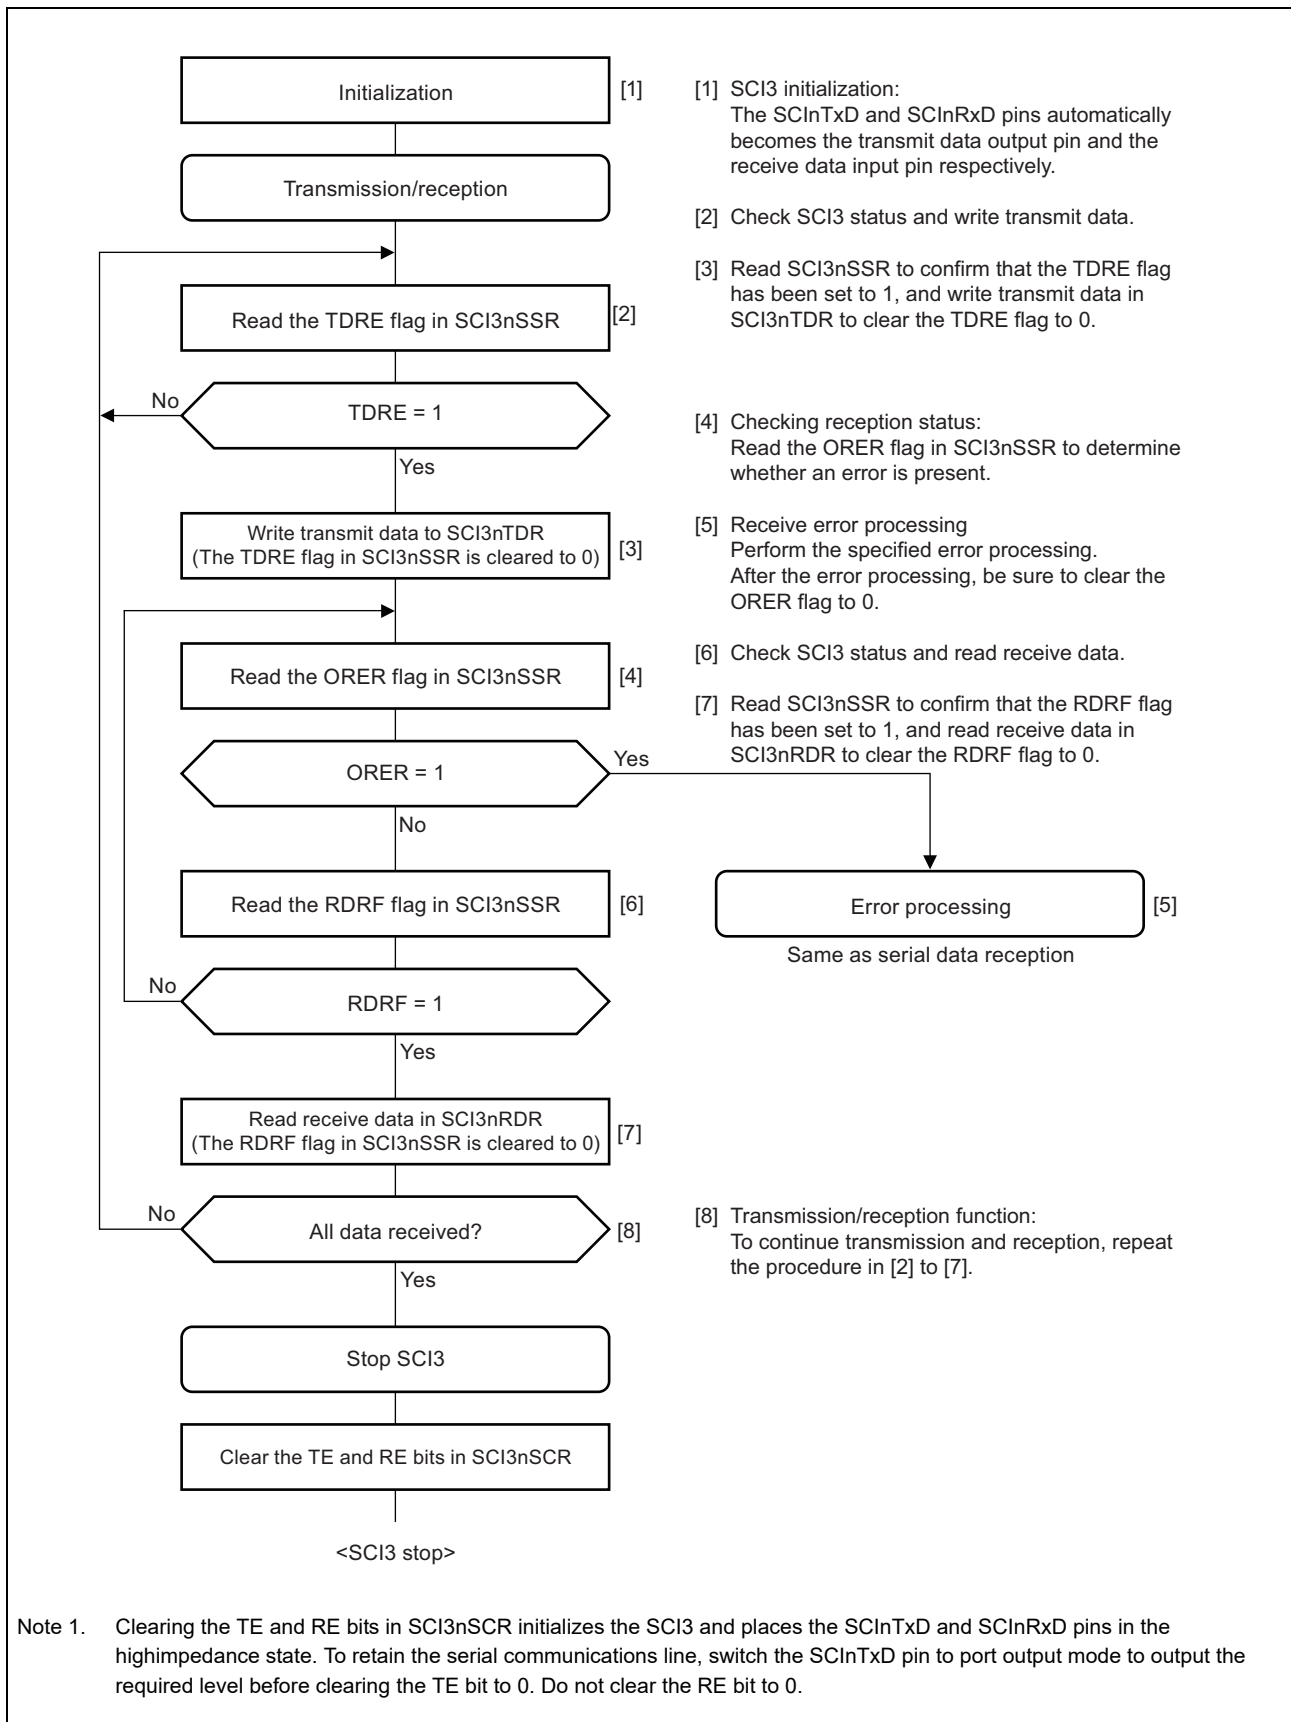 Initialization
[1]
Transmission/reception
Read the TDRE flag in SCI3nSSR
[2]
No
TDRE = 1
Yes
Write transmit data to SCI3nTDR
(The TDRE flag in SCI3nSSR is cleared to 0)
[3]
Read the ORER flag in SCI3nSSR
[4]
ORER = 1
Yes
No
Read the RDRF flag in SCI3nSSR
[6]
Error processing
[5]
Same as serial data reception
No
RDRF = 1
Yes
Read receive data in SCI3nRDR
(The RDRF flag in SCI3nSSR is cleared to 0)
[7]
No
All data received?
[8]
Yes
Stop SCI3
Clear the TE and RE bits in SCI3nSCR
<SCI3 stop>
[1] SCI3 initialization:
The SCInTxD and SCInRxD pins automatically
becomes the transmit data output pin and the
receive data input pin respectively.
[2] Check SCI3 status and write transmit data.
[3] Read SCI3nSSR to confirm that the TDRE flag
has been set to 1, and write transmit data in
SCI3nTDR to clear the TDRE flag to 0.
[4] Checking reception status:
Read the ORER flag in SCI3nSSR to determine
whether an error is present.
[5] Receive error processing
Perform the specified error processing.
After the error processing, be sure to clear the
ORER flag to 0.
[6] Check SCI3 status and read receive data.
[7] Read SCI3nSSR to confirm that the RDRF flag
has been set to 1, and read receive data in
SCI3nRDR to clear the RDRF flag to 0.
[8] Transmission/reception function:
To continue transmission and reception, repeat
the procedure in [2] to [7].
Note 1. Clearing the TE and RE bits in SCI3nSCR initializes the SCI3 and places the SCInTxD and SCInRxD pins in the
highimpedance state. To retain the serial communications line, switch the SCInTxD pin to port output mode to output the
required level before clearing the TE bit to 0. Do not clear the RE bit to 0.